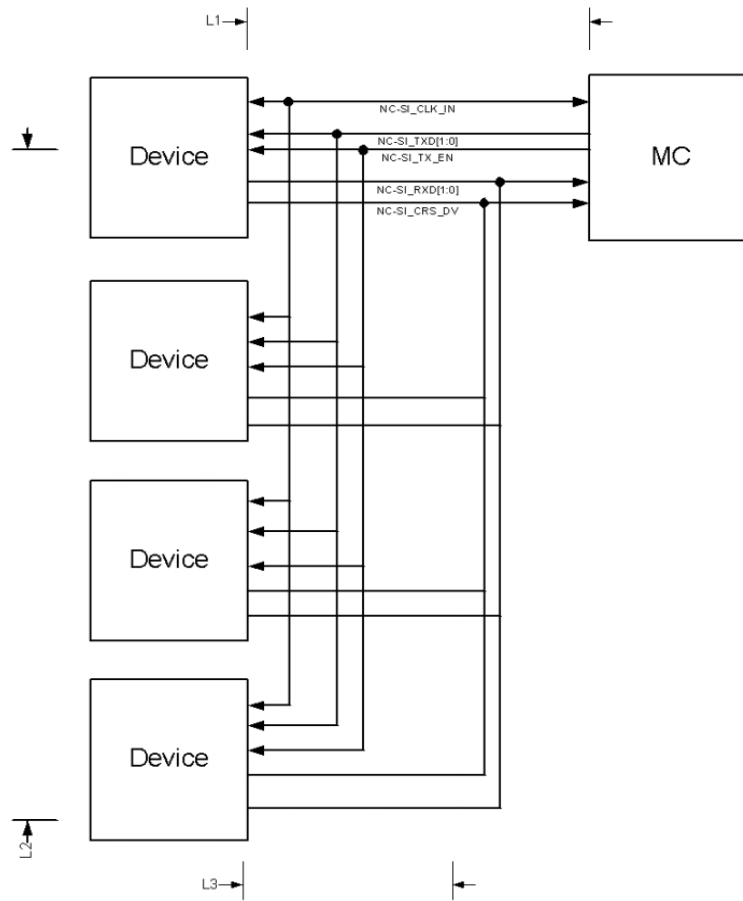 L1
NC-SI_CLK_IN
Device
NC-SI_TXD[1:0]
MC
NC-SI_TX_EN
NC-SI_RXD[1:0]
NC-SI_CRS_DV
Device
Device
Device
L2
L3